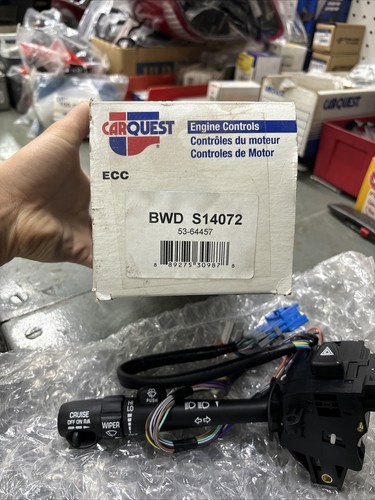 CARQUEST
Engine Controls
Contrôles du moteur
Controles de Motor
ECC
BWD S14072
53-64457
8 89275 30987 8
CARQUEST
PUSH
CRUISE
OFF ON R/A
WIPER